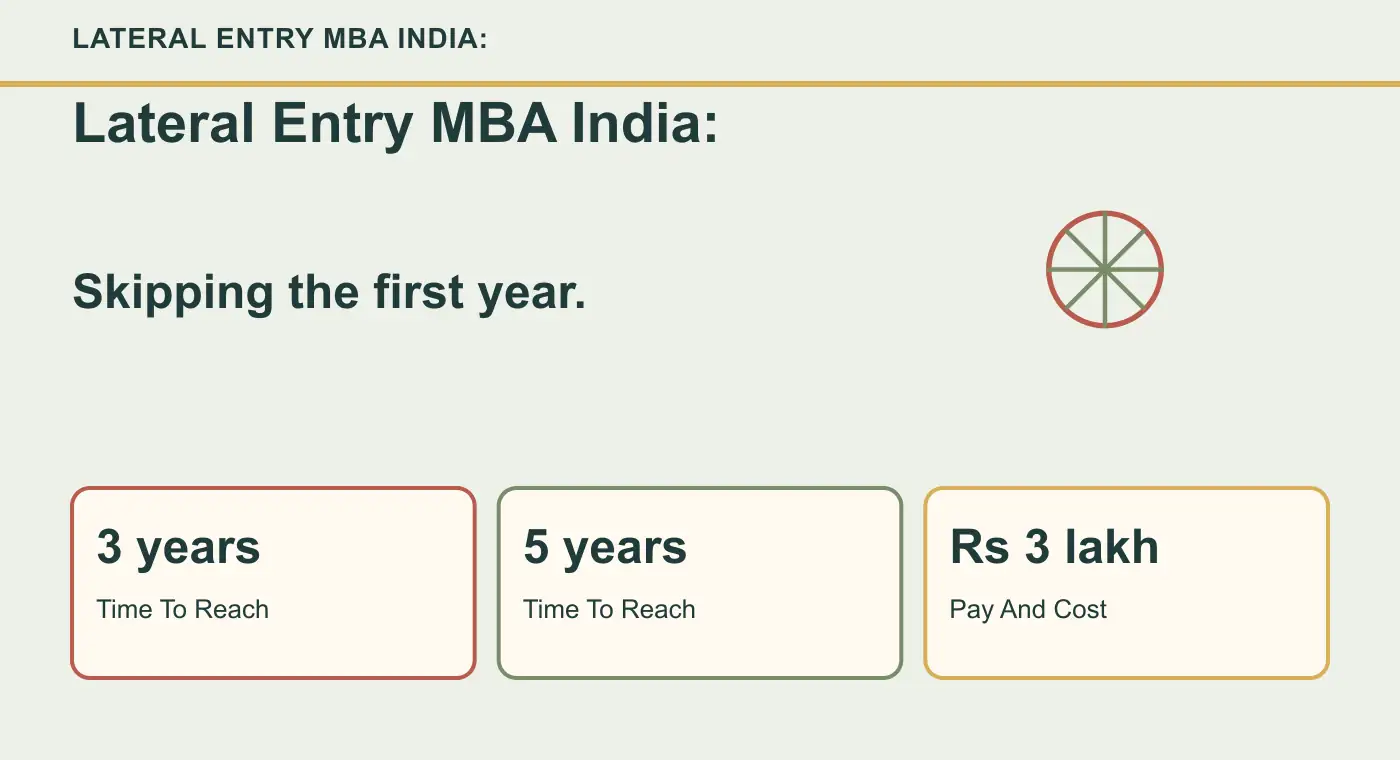 LATERAL ENTRY MBA INDIA:
Lateral Entry MBA India:
Skipping the first year.
3 years
Time To Reach
5 years
Time To Reach
Rs 3 lakh
Pay And Cost